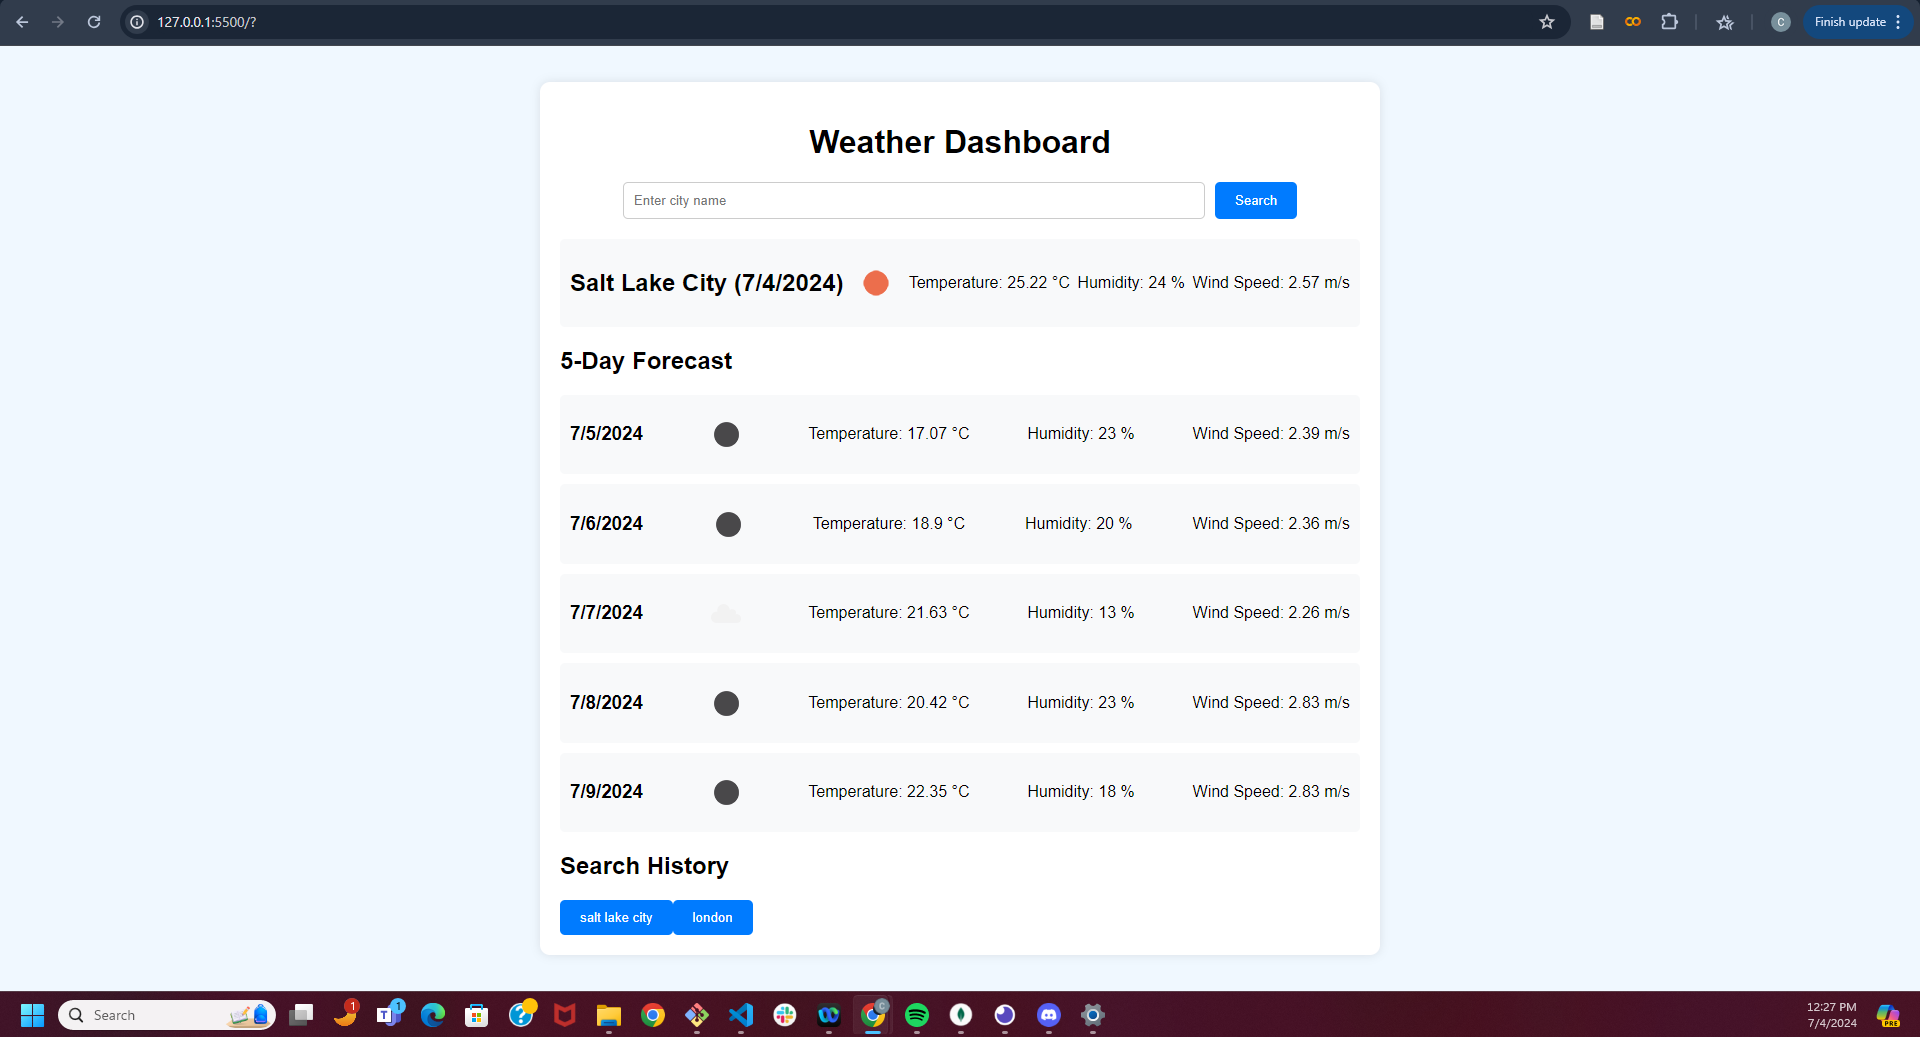 127.0.0.1:5500/?
C
Finish update
Weather Dashboard
Enter city name
Search
Salt Lake City (7/4/2024) Temperature: 25.22 °C Humidity: 24 % Wind Speed: 2.57 m/s
5-Day Forecast
7/5/2024 Temperature: 17.07 °C Humidity: 23 % Wind Speed: 2.39 m/s
7/6/2024 Temperature: 18.9 °C Humidity: 20 % Wind Speed: 2.36 m/s
7/7/2024 Temperature: 21.63 °C Humidity: 13 % Wind Speed: 2.26 m/s
7/8/2024 Temperature: 20.42 °C Humidity: 23 % Wind Speed: 2.83 m/s
7/9/2024 Temperature: 22.35 °C Humidity: 18 % Wind Speed: 2.83 m/s
Search History
salt lake city
london
Search
1
T
1
?
C
12:27 PM
7/4/2024
PRE